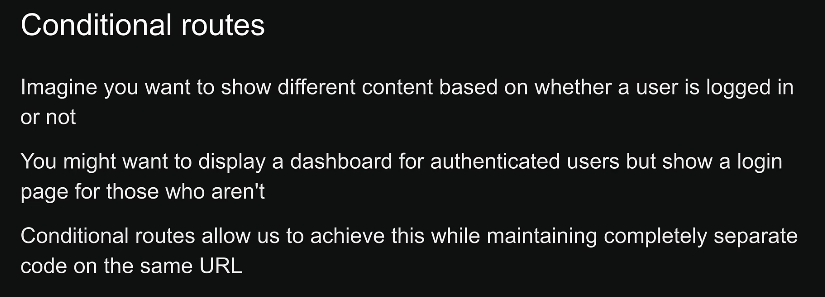 Conditional routes
Imagine you want to show different content based on whether a user is logged in
or not
You might want to display a dashboard for authenticated users but show a login
page for those who aren't
Conditional routes allow us to achieve this while maintaining completely separate
code on the same URL